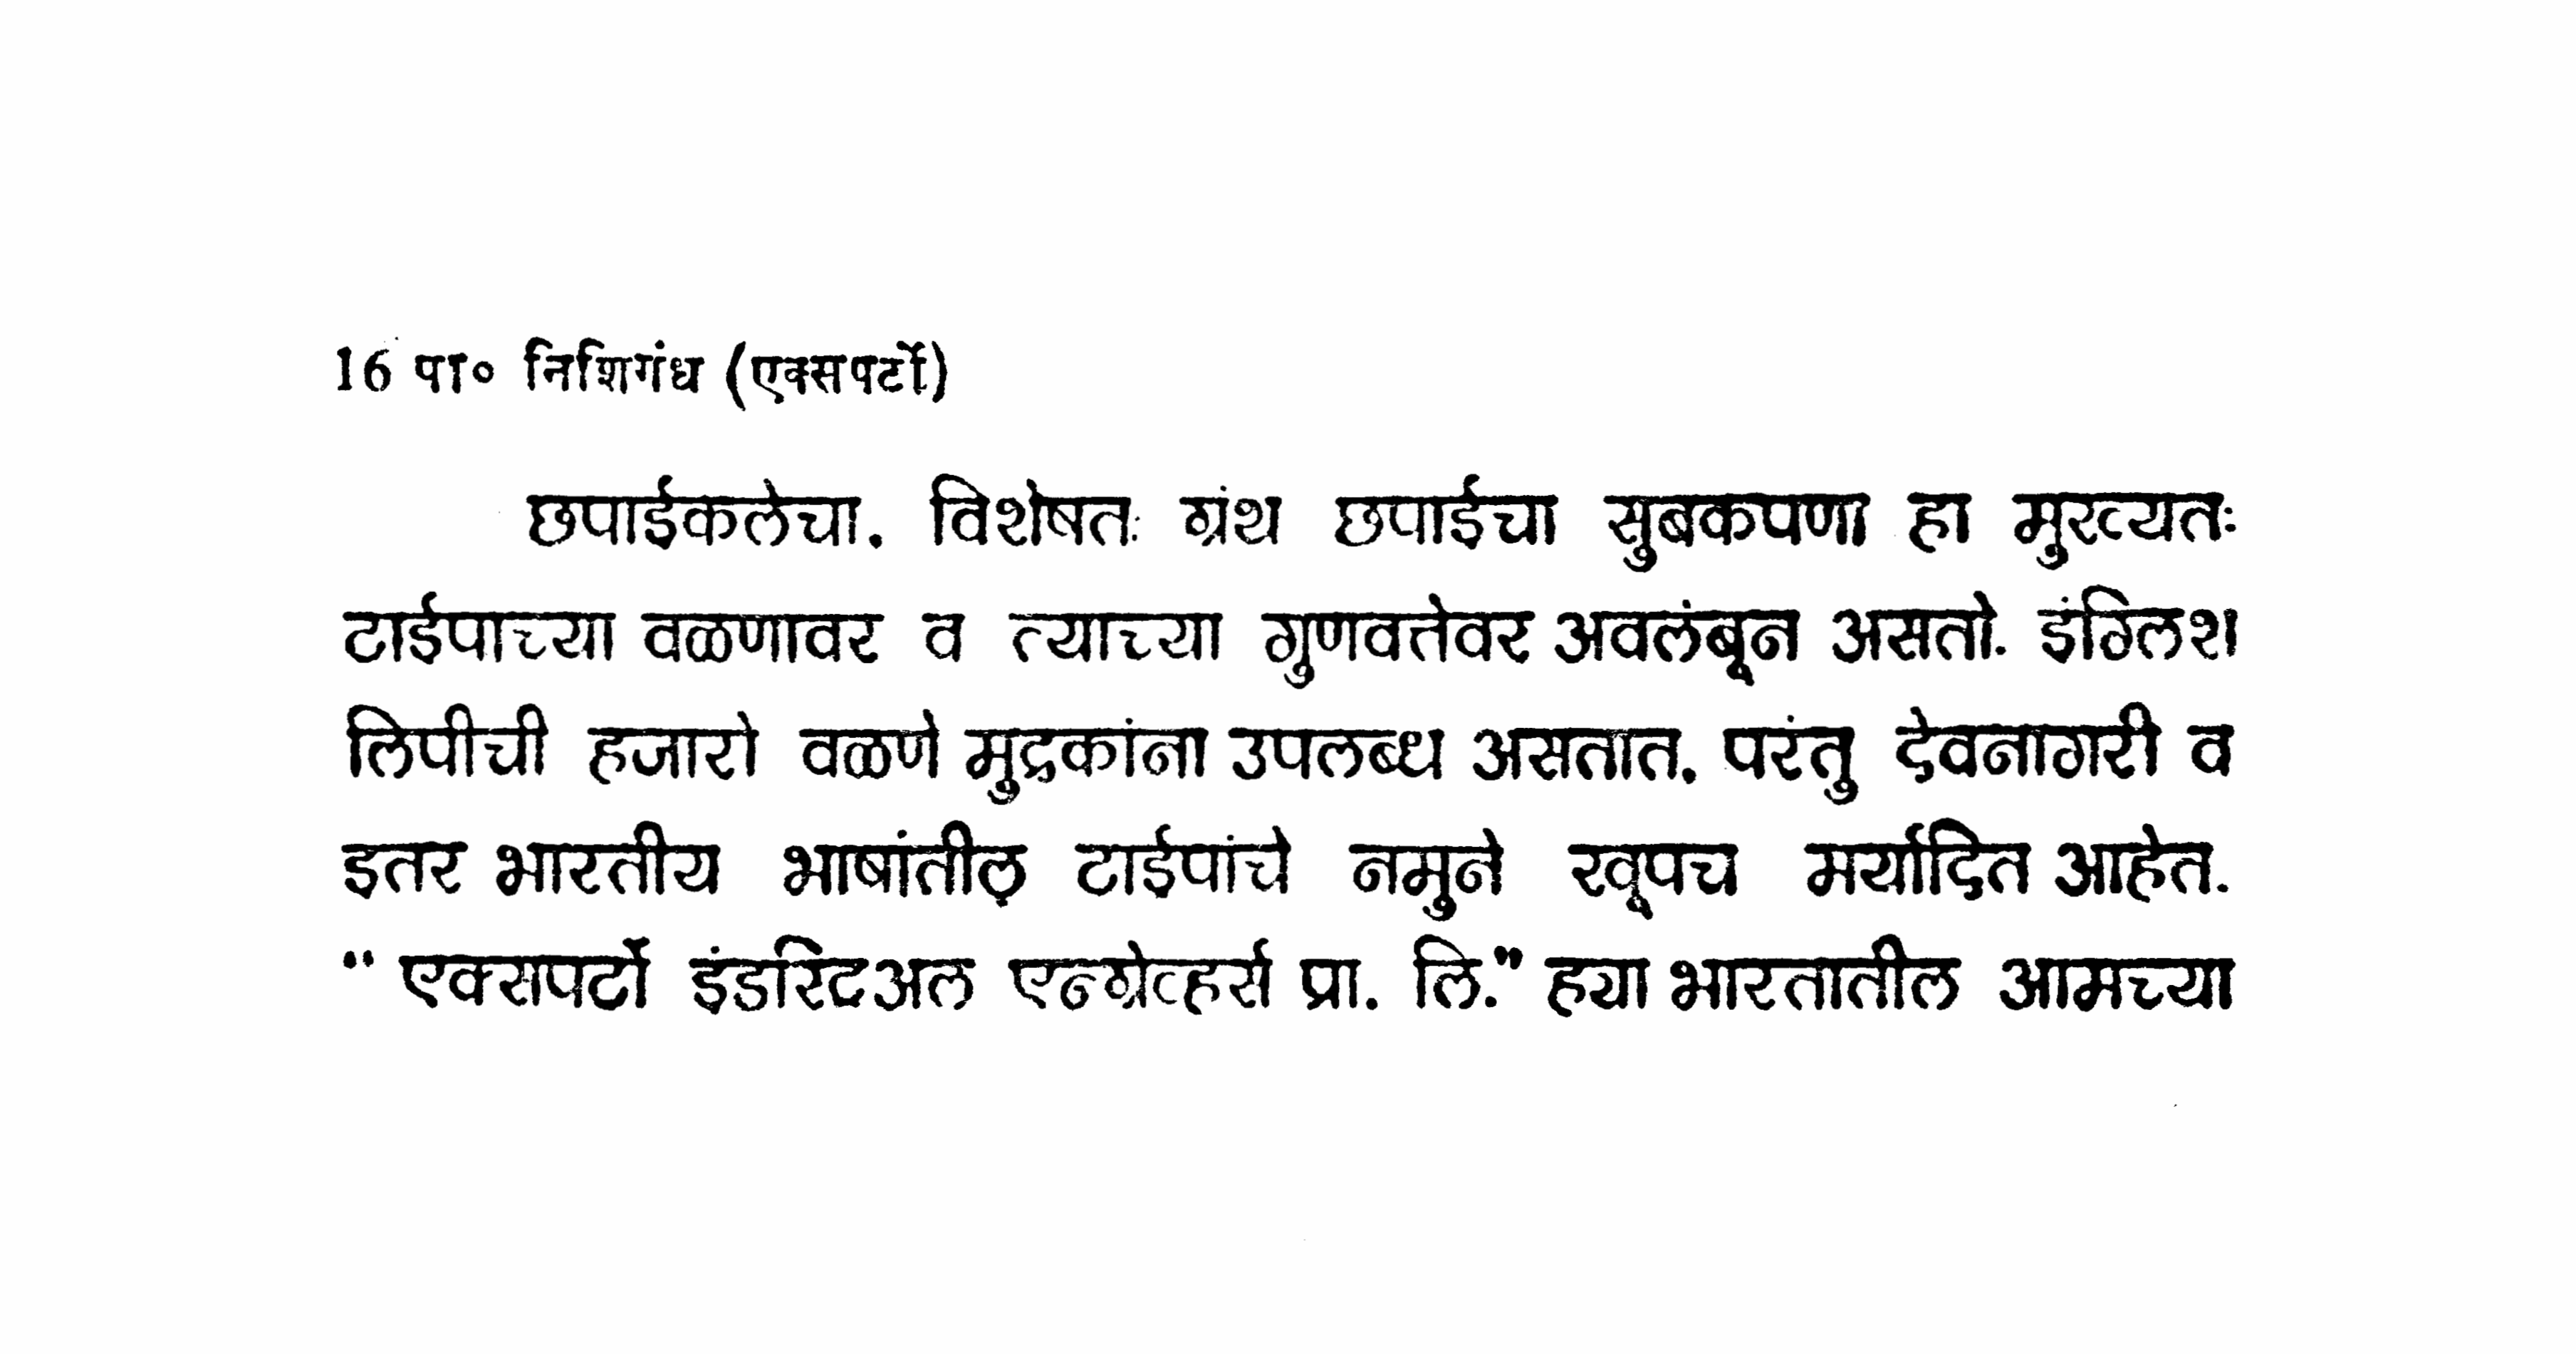 16 पा० निशिगंध (एक्सपर्टो)
छपाईकलेचा. विशेषतः ग्रंथ छपाईचा सुबकपणा हा मुख्यतः
टाईपाच्या वळणावर व त्याच्या गुणवत्तेवर अवलंबून असतो. इंग्लिश
लिपीची हजारो वळणे मुद्रकांना उपलब्ध असतात. परंतु देवनागरी व
इतर भारतीय भाषांतील टाईपांचे नमुने खूपच मर्यादित आहेत.
" एक्सपर्टो इंडस्टिअल एन्ग्रेव्हर्स प्रा. लि." ह्या भारतातील आमच्या